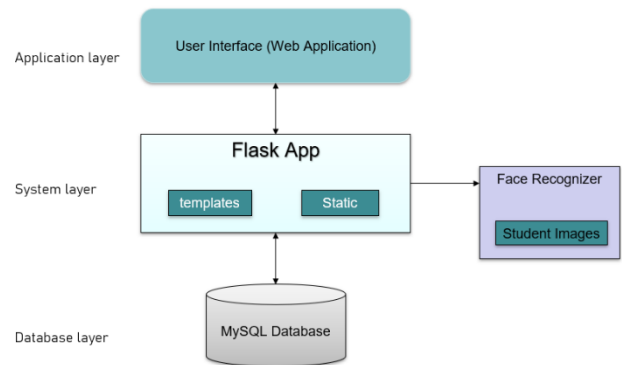 User Interface (Web Application)
Application layer
Flask App
templates
Static
System layer
Face Recognizer
Student Images
MySQL Database
Database layer